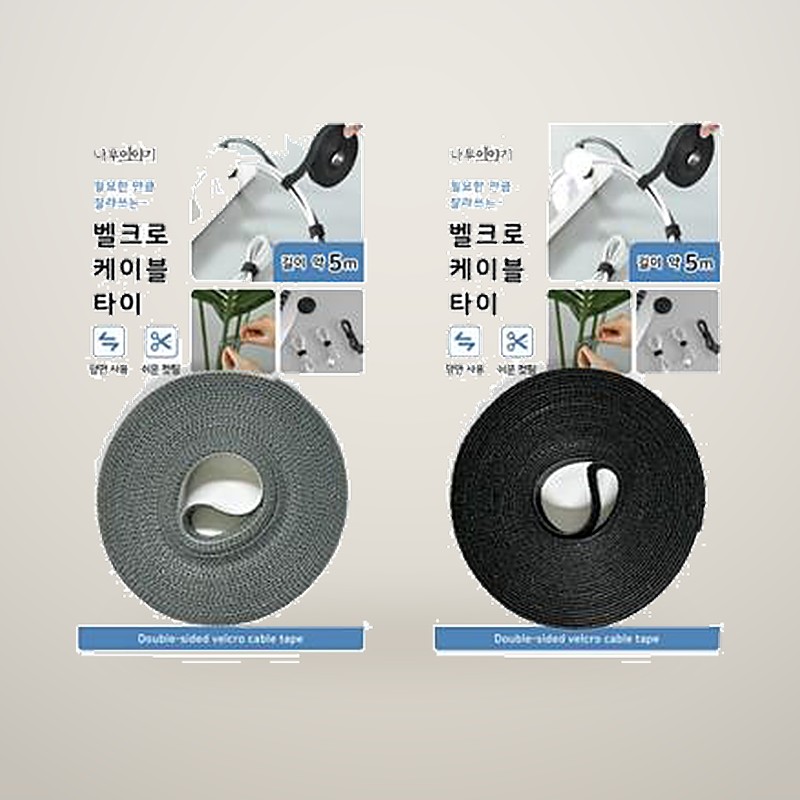 나무이야기
필요한 만큼
잘라쓰는~
벨크로
케이블
타이
길이 약 5m
양면 사용
쉬운 컷팅
Double-sided velcro cable tape
나무이야기
필요한 만큼
잘라쓰는~
벨크로
케이블
타이
길이 약 5m
양면 사용
쉬운 컷팅
Double-sided velcro cable tape